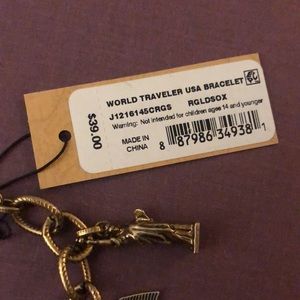 WORLD TRAVELER USA BRACELET
J1216145CRGS RGLDSOX
Warning: Not intended for children ages 14 and younger
$39.00
MADE IN
CHINA
8 87986 34938 1